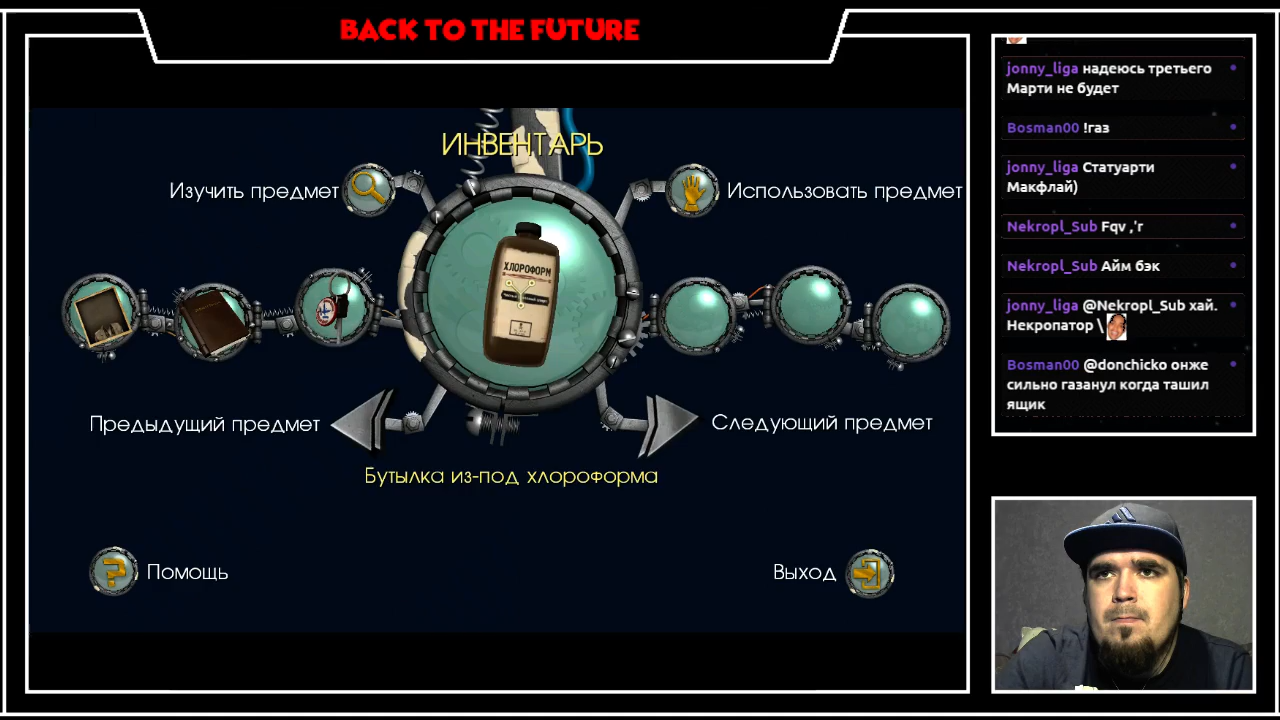 BACK TO THE FUTURE
ИНВЕНТАРЬ
Изучить предмет
Использовать предмет
ХЛОРОФОРМ
Предыдущий предмет
Следующий предмет
Бутылка из-под хлороформа
Помощь
Выход
jonny_liga надеюсь третьего
Марти не будет
Bosman00 !газ
jonny_liga Статуарти
Макфлай)
Nekropl_Sub Fqv ,'r
Nekropl_Sub Айм бэк
jonny_liga @Nekropl_Sub хай.
Некропатор \
Bosman00 @donchicko онже
сильно газанул когда ташил
ящик